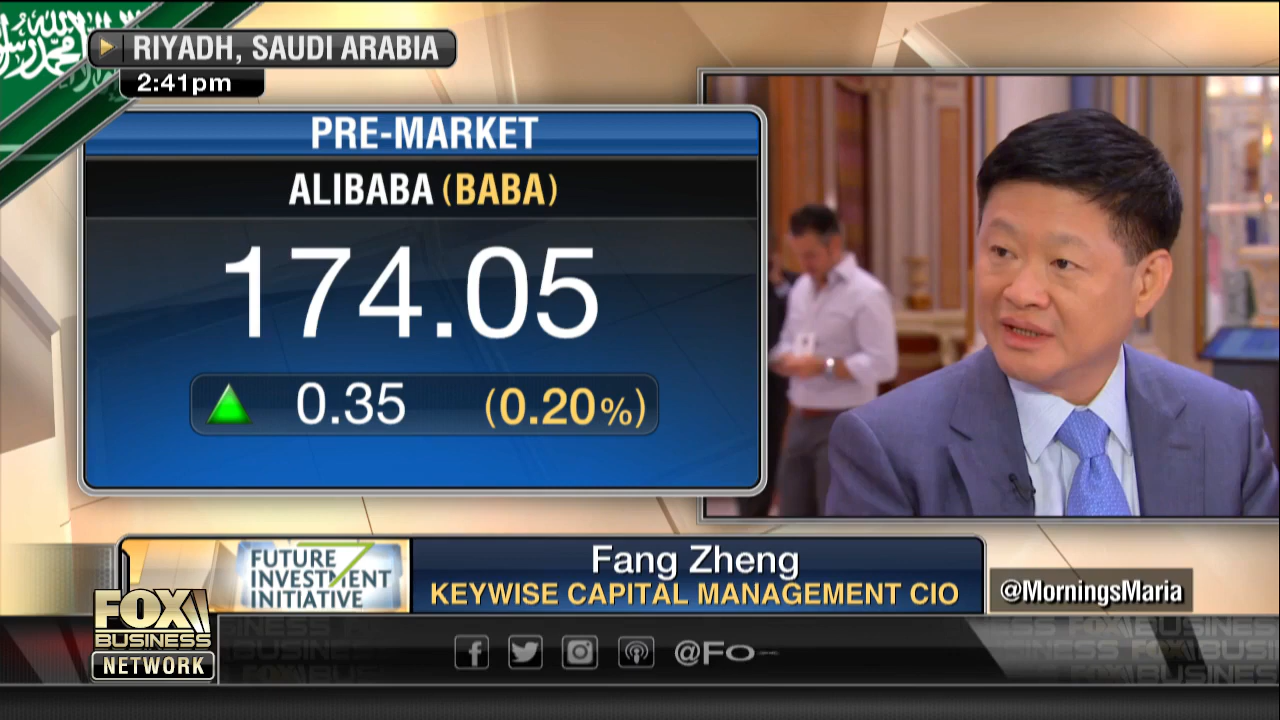 RIYADH, SAUDI ARABIA
2:41pm
PRE-MARKET
ALIBABA (BABA)
174.05
0.35 (0.20%)
FUTURE
INVESTMENT
INITIATIVE
Fang Zheng
KEYWISE CAPITAL MANAGEMENT CIO
@MorningsMaria
FOX
BUSINESS
NETWORK
@FO